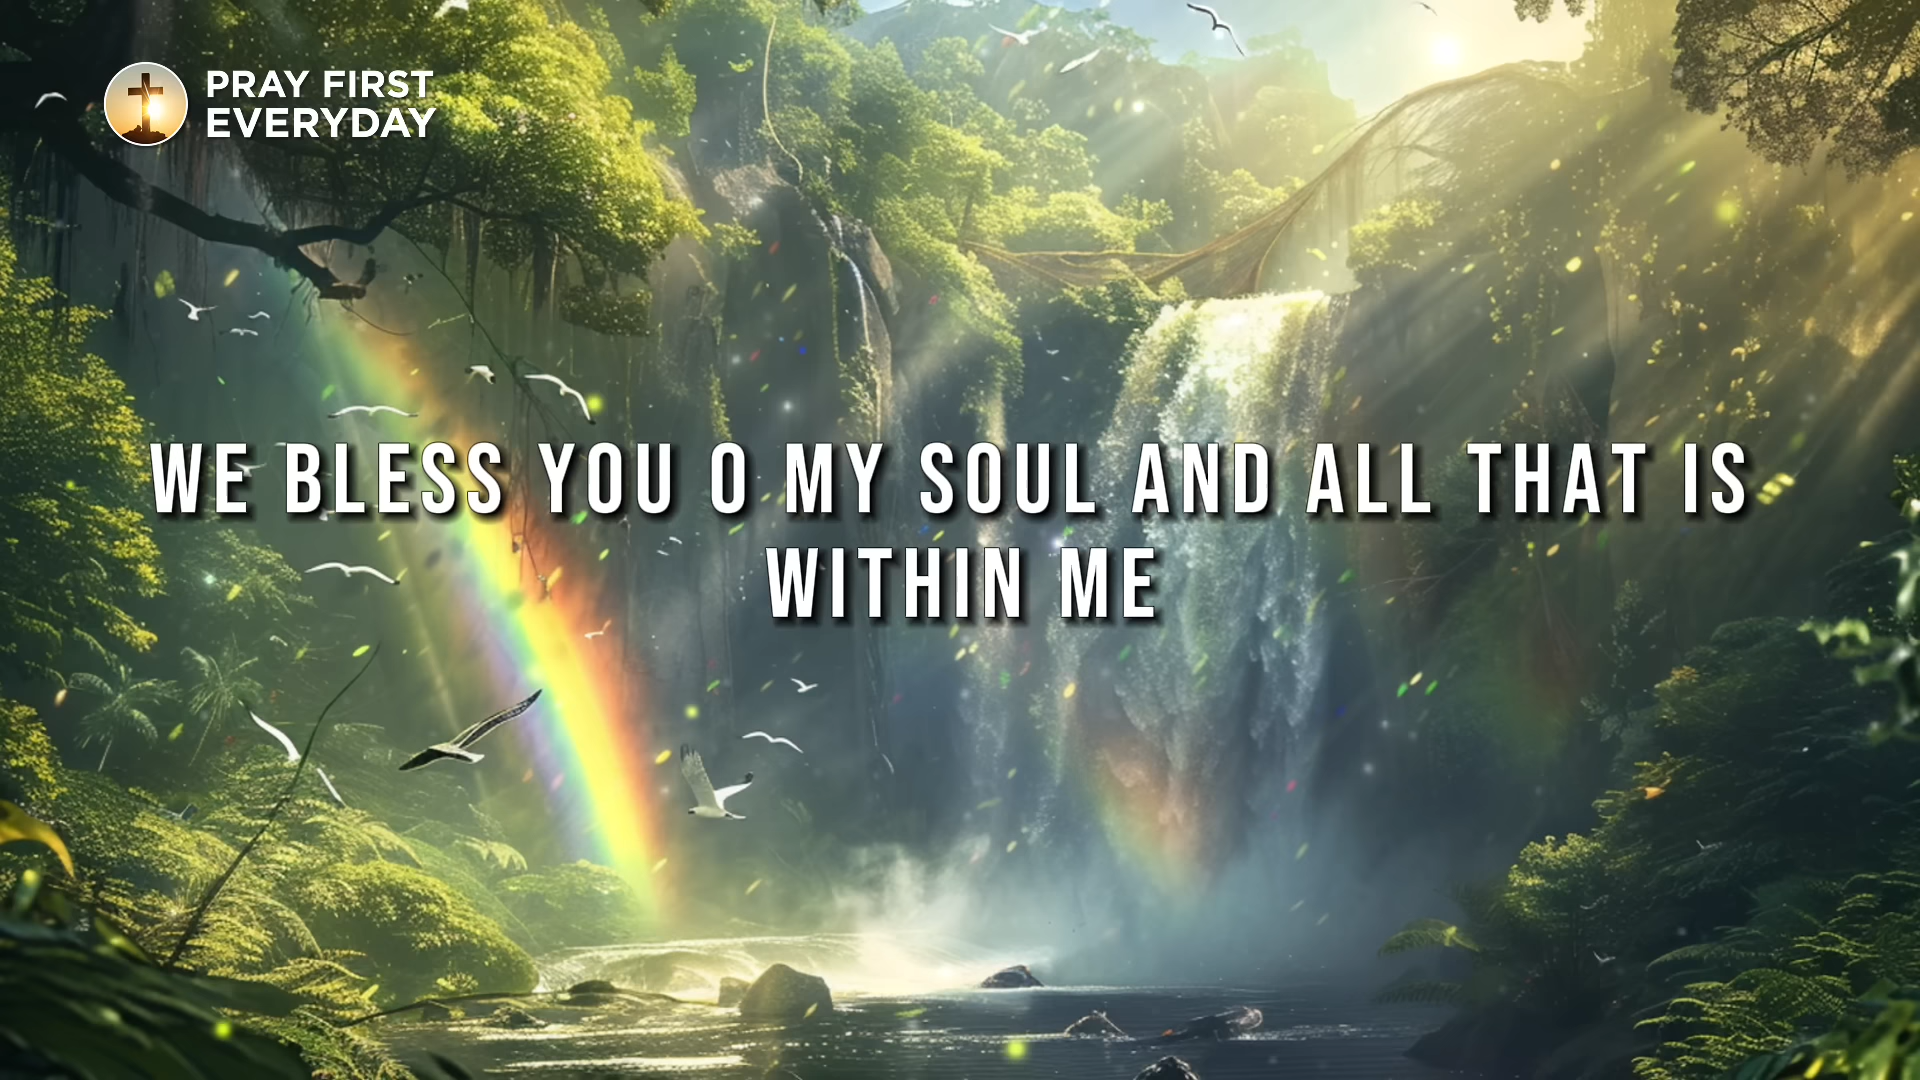 PRAY FIRST
EVERYDAY
WE BLESS YOU O MY SOUL AND ALL THAT IS
WITHIN ME